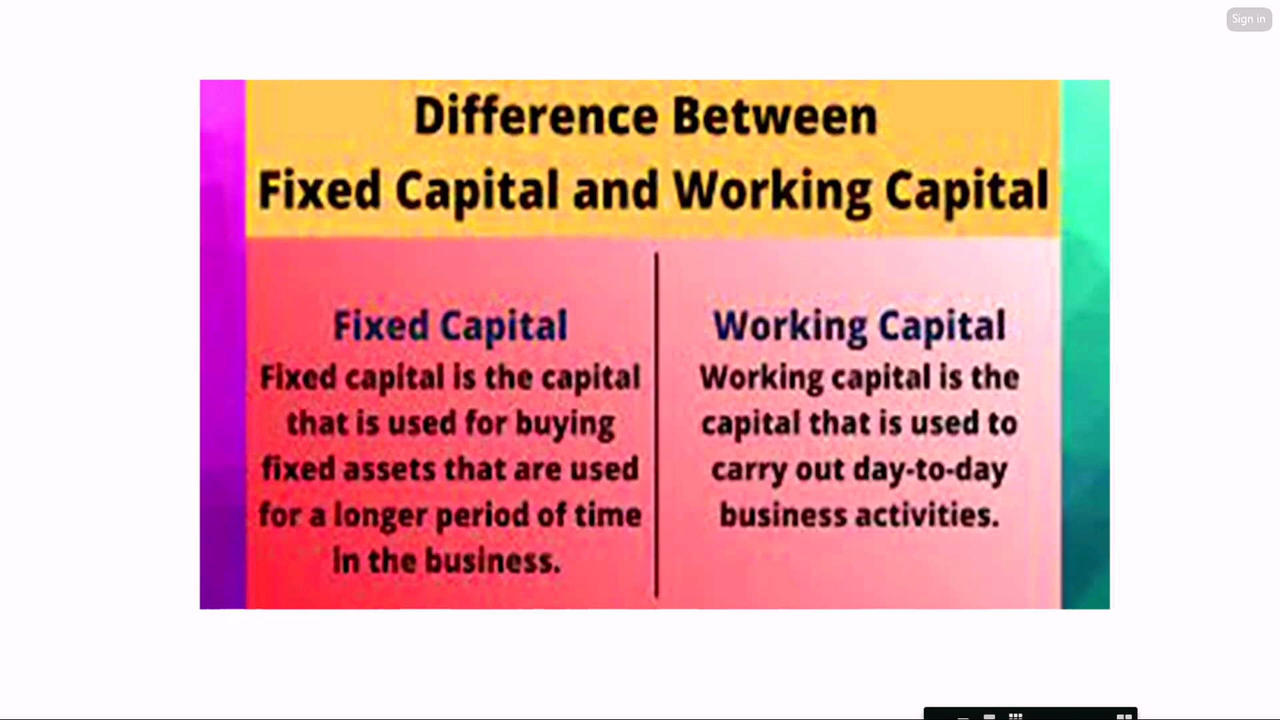 Sign in
Difference Between
Fixed Capital and Working Capital
Fixed Capital
Fixed capital is the capital
that is used for buying
fixed assets that are used
for a longer period of time
in the business.
Working Capital
Working capital is the
capital that is used to
carry out day-to-day
business activities.